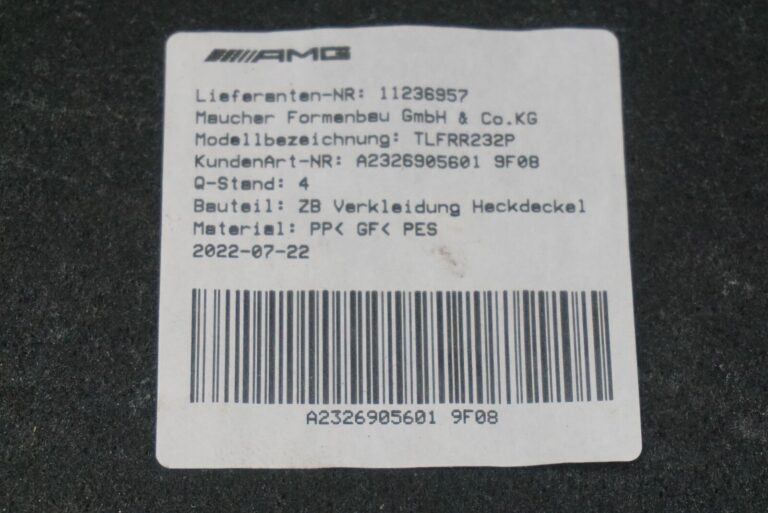 AMG
Lieferanten-NR: 11236957
Maucher Formenbau GmbH & Co.KG
Modellbezeichnung: TLFRR232P
KundenArt-NR: A2326905601 9F08
Q-Stand: 4
Bauteil: ZB Verkleidung Heckdeckel
Material: PP< GF< PES
2022-07-22
A2326905601 9F08